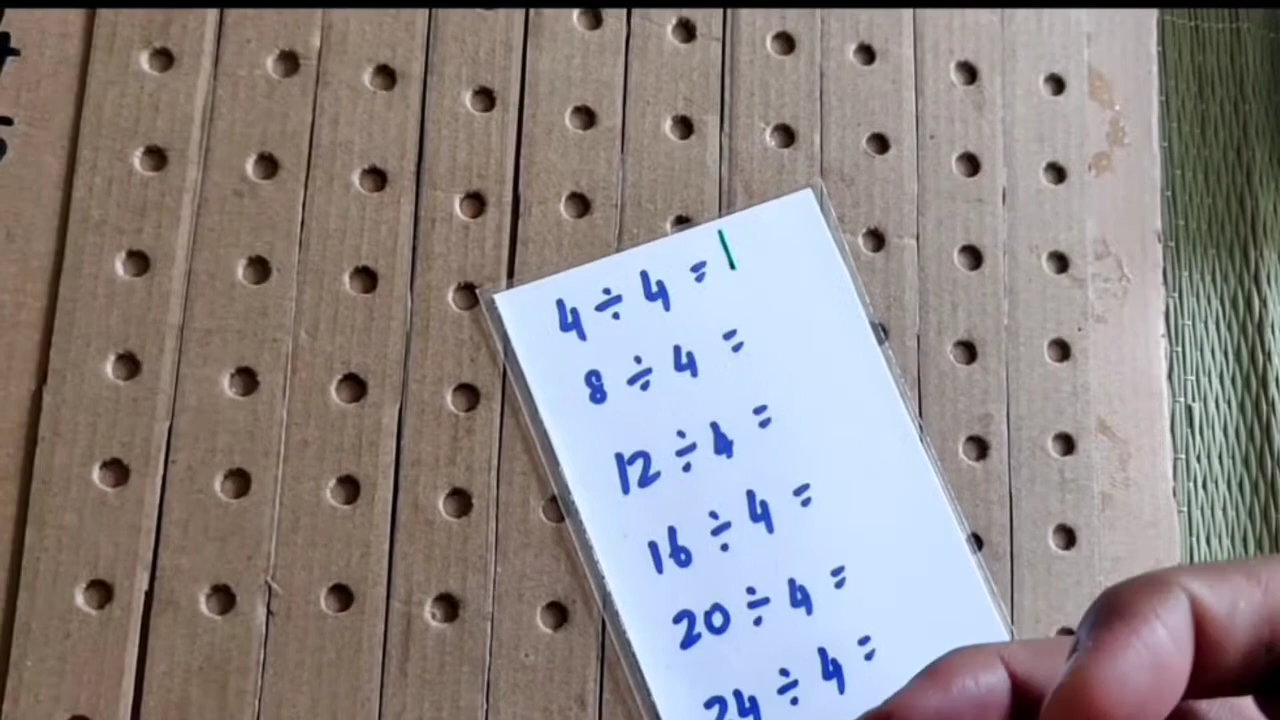 4 ÷ 4 = 1
8 ÷ 4 =
12 ÷ 4 =
16 ÷ 4 =
20 ÷ 4 =
24 ÷ 4 =